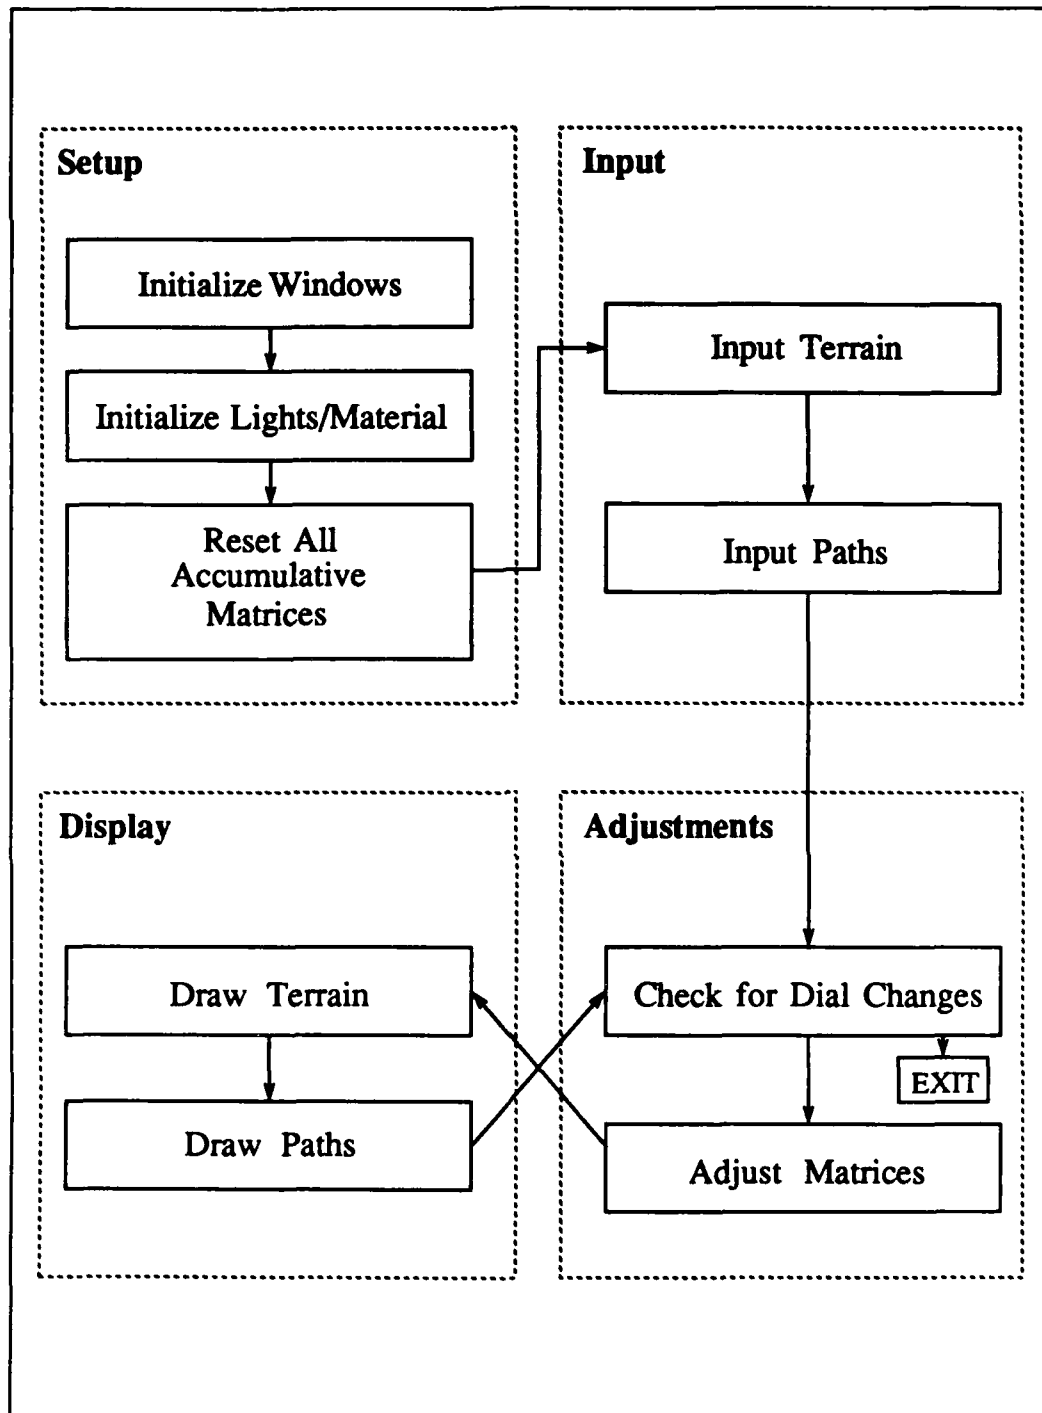 Setup
Initialize Windows
Initialize Lights/Material
Reset All
Accumulative
Matrices
Input
Input Terrain
Input Paths
Display
Draw Terrain
Draw Paths
Adjustments
Check for Dial Changes
EXIT
Adjust Matrices